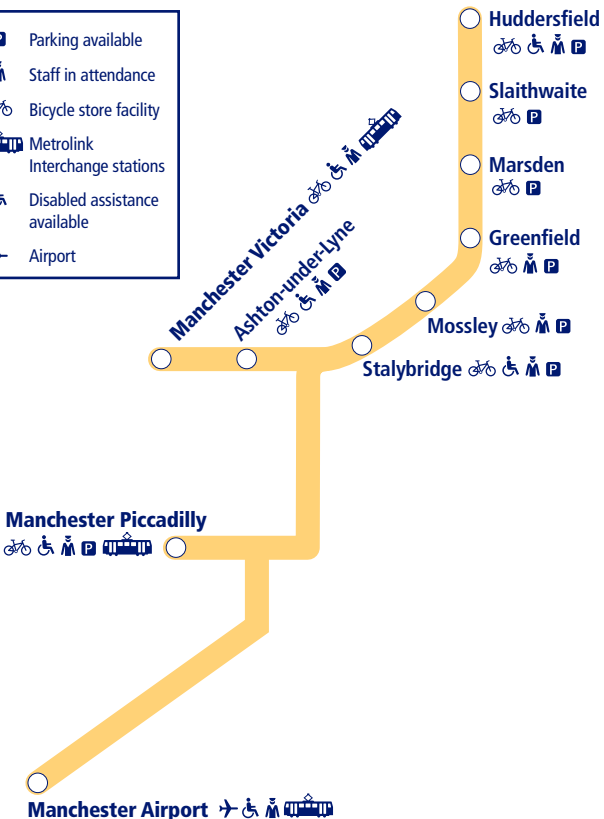 Parking available
Staff in attendance
Bicycle store facility
Metrolink
Interchange stations
Disabled assistance
available
Airport
Huddersfield
P
Slaithwaite
P
Marsden
P
Greenfield
P
Manchester Victoria
Ashton-under-Lyne
P
Mossley P
Stalybridge P
Manchester Piccadilly
P
Manchester Airport